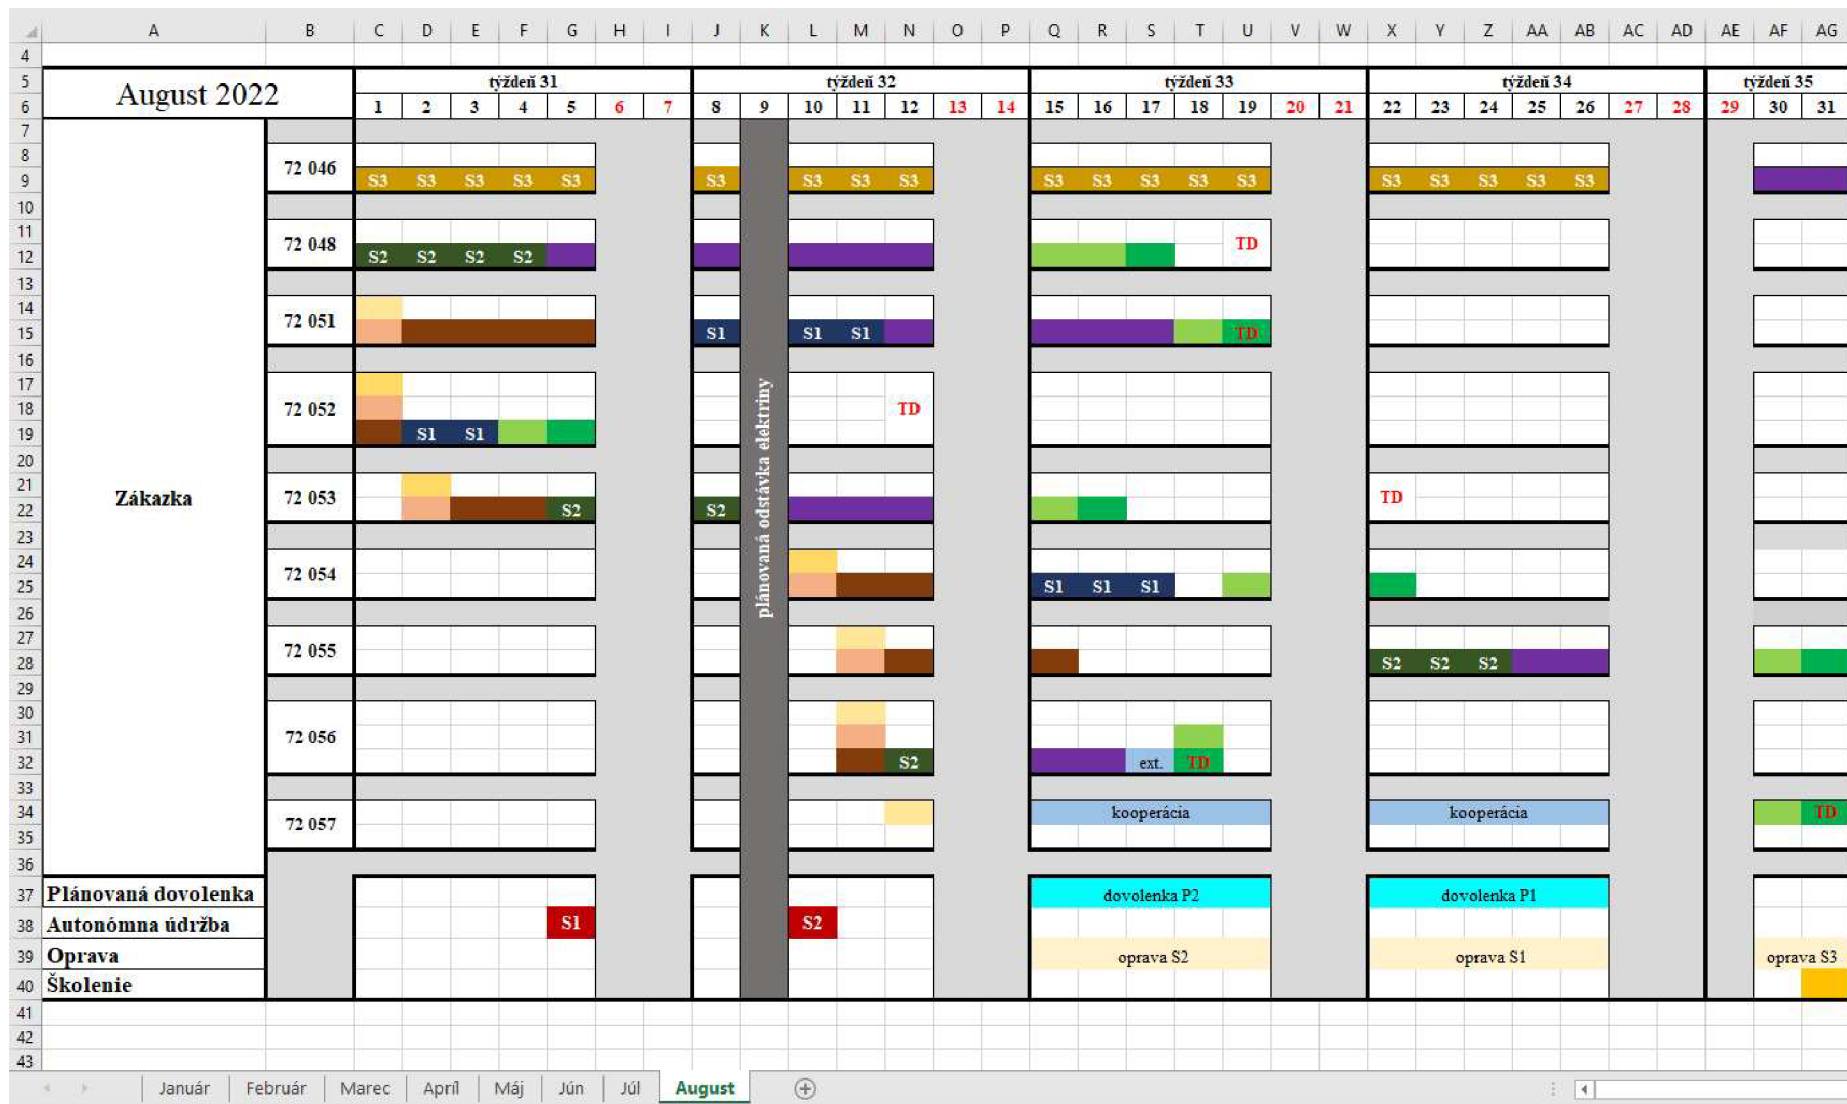 A B C D E F G H I J K L M N O P Q R S T U V W X Y Z AA AB AC AD AE AF AG
4
5 August 2022 týždeň 31 týždeň 32 týždeň 33 týždeň 34 týždeň 35
6 1 2 3 4 5 6 7 8 9 10 11 12 13 14 15 16 17 18 19 20 21 22 23 24 25 26 27 28 29 30 31
7
8 72 046
9 S3 S3 S3 S3 S3 S3 S3 S3 S3 S3 S3 S3 S3 S3 S3 S3 S3 S3 S3
10
11 72 048 TD
12 S2 S2 S2 S2
13
14 72 051
15 S1 S1 S1 TD
16
17
18 72 052 TD
19 S1 S1
plánovaná odstávka elektriny
20
21 Zákazka 72 053 TD
22 S2 S2
23
24 72 054
25 S1 S1 S1
26
27 72 055
28 S2 S2 S2
29
30
31 72 056
32 S2 ext. TD
33
34 72 057 kooperácia kooperácia TD
35
36
37 Plánovaná dovolenka dovolenka P2 dovolenka P1
38 Autonómna údržba S1 S2
39 Oprava oprava S2 oprava S1 oprava S3
40 Školenie
41
42
43
Január Február Marec Apríl Máj Jún Júl August